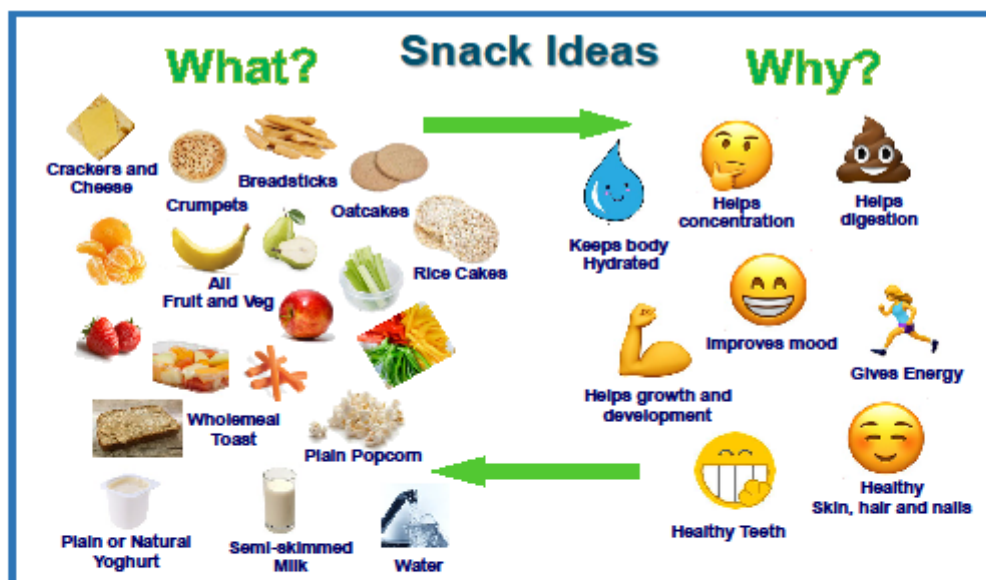 Snack Ideas
What?
Why?
Crackers and
Cheese
Crumpets
Breadsticks
Oatcakes
Rice Cakes
All
Fruit and Veg
Wholemeal
Toast
Plain Popcorn
Plain or Natural
Yoghurt
Semi-skimmed
Milk
Water
Keeps body
Hydrated
Helps
concentration
Helps
digestion
Improves mood
Helps growth and
development
Gives Energy
Healthy Teeth
Healthy
Skin, hair and nails